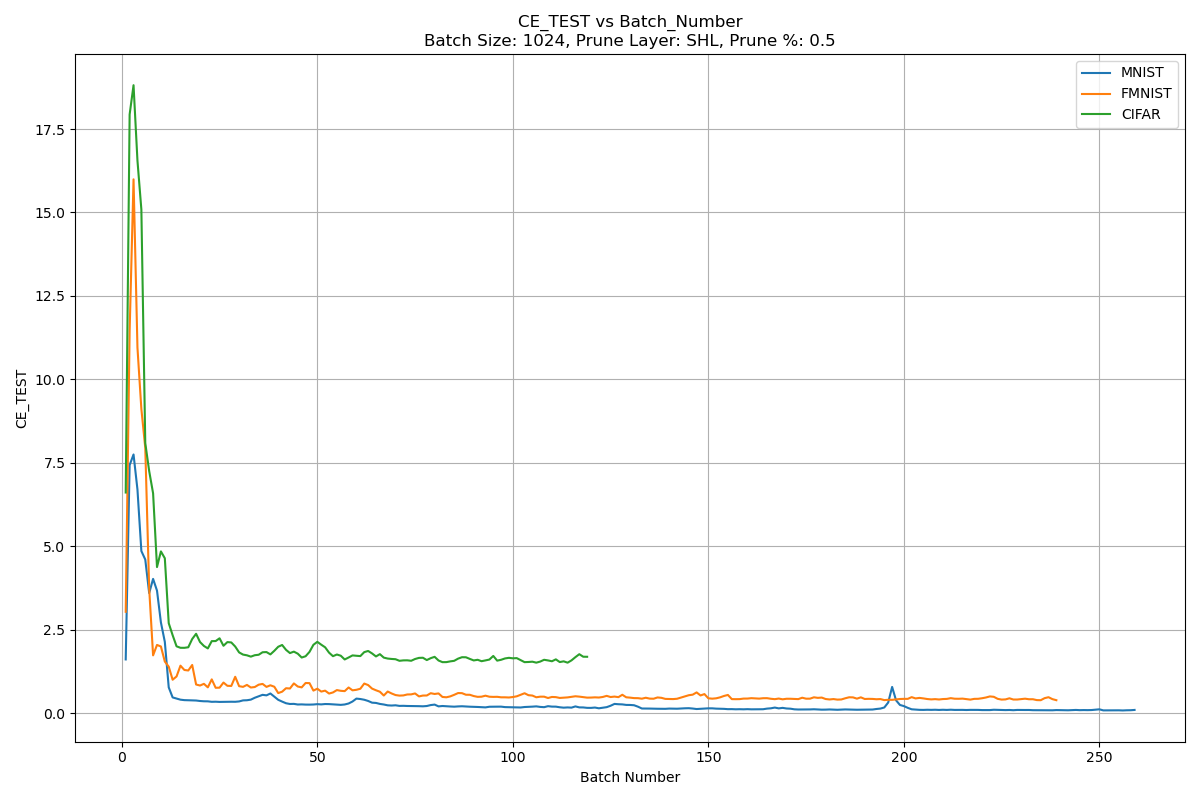 CE_TEST vs Batch_Number
Batch Size: 1024, Prune Layer: SHL, Prune %: 0.5
MNIST
FMNIST
CIFAR
17.5
15.0
12.5
10.0
7.5
5.0
2.5
0.0
CE_TEST
0
50
100
150
200
250
Batch Number